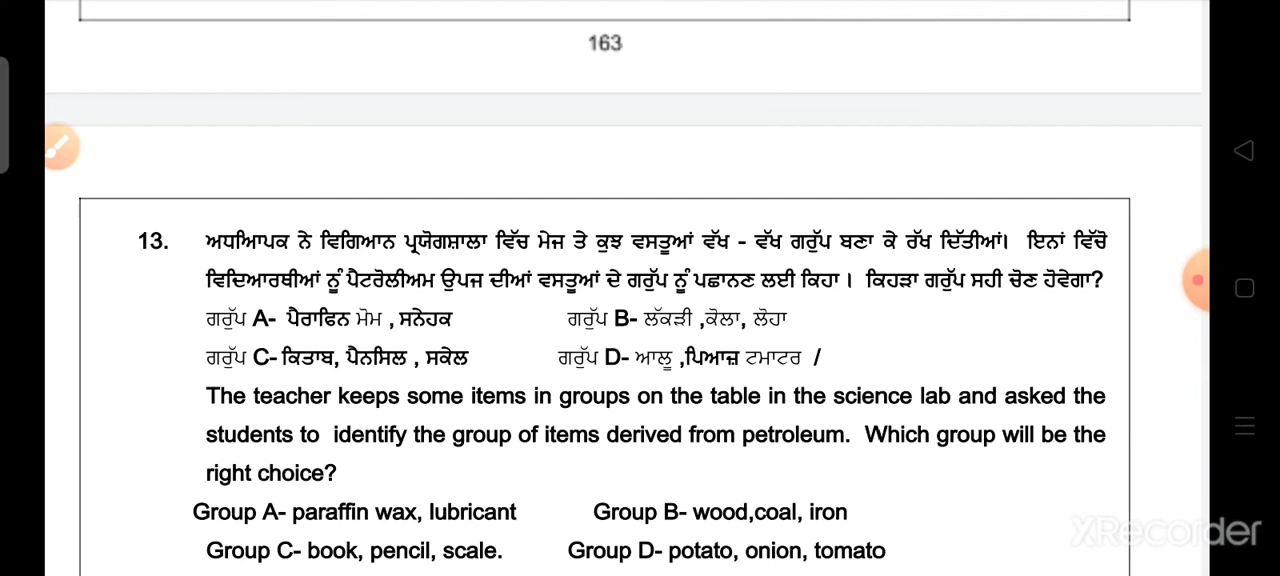 163
13. ਅਧਿਆਪਕ ਨੇ ਵਿਗਿਆਨ ਪ੍ਰਯੋਗਸ਼ਾਲਾ ਵਿੱਚ ਮੇਜ ਤੇ ਕੁਝ ਵਸਤੂਆਂ ਵੱਖ - ਵੱਖ ਗਰੁੱਪ ਬਣਾ ਕੇ ਰੱਖ ਦਿੱਤੀਆਂ। ਇਨਾਂ ਵਿੱਚੋ
ਵਿਦਿਆਰਥੀਆਂ ਨੂੰ ਪੈਟਰੋਲੀਅਮ ਉਪਜ ਦੀਆਂ ਵਸਤੂਆਂ ਦੇ ਗਰੁੱਪ ਨੂੰ ਪਛਾਨਣ ਲਈ ਕਿਹਾ। ਕਿਹੜਾ ਗਰੁੱਪ ਸਹੀ ਚੋਣ ਹੋਵੇਗਾ?
ਗਰੁੱਪ A- ਪੈਰਾਫਿਨ ਮੋਮ , ਸਨੇਹਕ ਗਰੁੱਪ B- ਲੱਕੜੀ ,ਕੋਲਾ, ਲੋਹਾ
ਗਰੁੱਪ C- ਕਿਤਾਬ, ਪੈਨਸਿਲ , ਸਕੇਲ ਗਰੁੱਪ D- ਆਲੂ ,ਪਿਆਜ਼ ਟਮਾਟਰ /
The teacher keeps some items in groups on the table in the science lab and asked the
students to identify the group of items derived from petroleum. Which group will be the
right choice?
Group A- paraffin wax, lubricant Group B- wood,coal, iron
Group C- book, pencil, scale. Group D- potato, onion, tomato
XRecorder